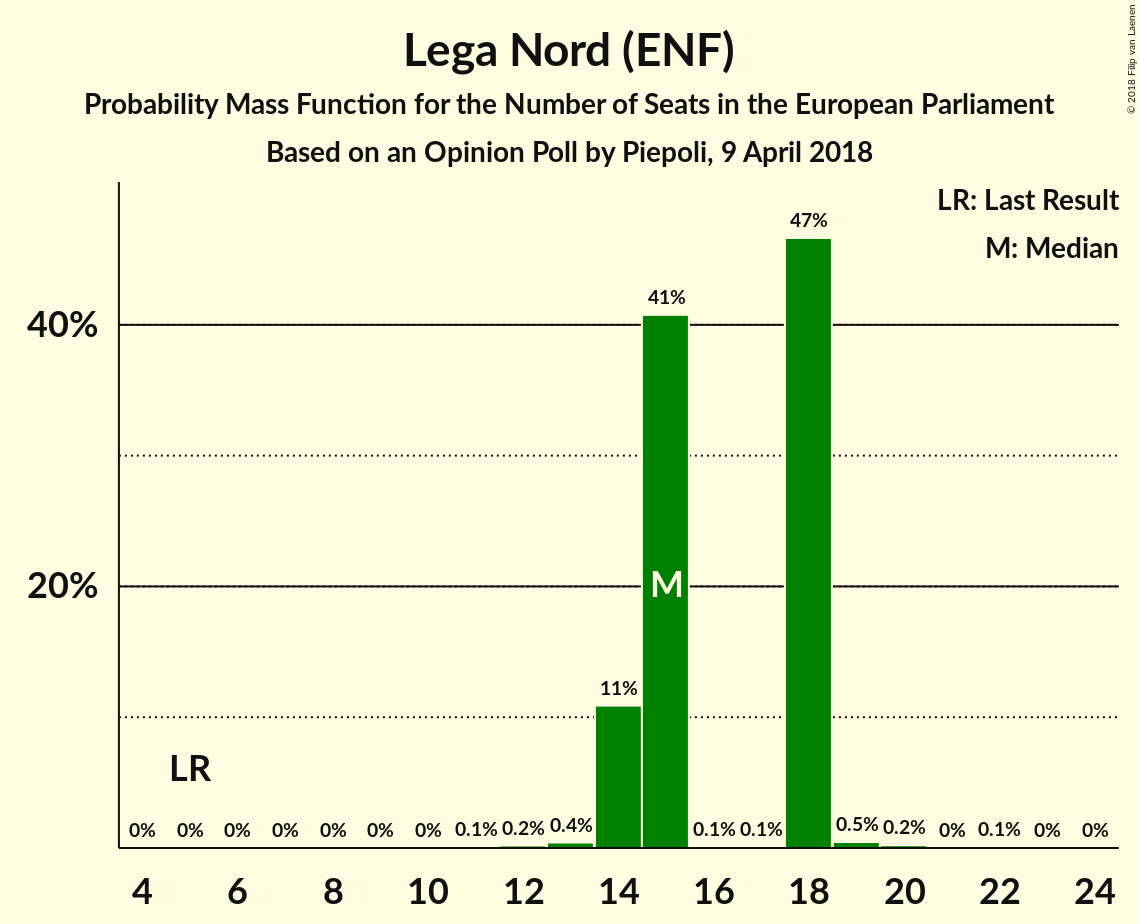 Lega Nord (ENF)
Probability Mass Function for the Number of Seats in the European Parliament
Based on an Opinion Poll by Piepoli, 9 April 2018
© 2018 Filip van Laenen
LR: Last Result
M: Median
47%
41%
40%
20%
M
11%
LR
0% 0% 0% 0% 0% 0% 0% 0.1% 0.2% 0.4% 0.1% 0.1% 0.5% 0.2% 0% 0.1% 0% 0%
4 6 8 10 12 14 16 18 20 22 24